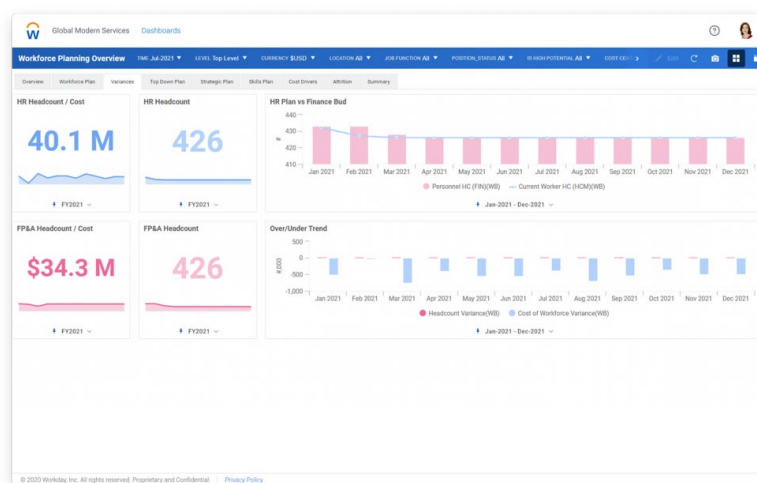 Global Modern Services Dashboards
Workforce Planning Overview TIME Jul-2021 LEVEL Top Level CURRENCY $USD LOCATION All JOB FUNCTION All POSITION_STATUS All IS HIGH POTENTIAL All COST CE Edit
Overview Workforce Plan Variances Top Down Plan Strategic Plan Skills Plan Cost Drivers Attrition Summary
HR Headcount / Cost
40.1 M
FY2021
HR Headcount
426
FY2021
HR Plan vs Finance Bud
440
430
420
410
#
Jan 2021 Feb 2021 Mar 2021 Apr 2021 May 2021 Jun 2021 Jul 2021 Aug 2021 Sep 2021 Oct 2021 Nov 2021 Dec 2021
Personnel HC (FIN)(WB) Current Worker HC (HCM)(WB)
Jan-2021 - Dec-2021
FP&A Headcount / Cost
$34.3 M
FY2021
FP&A Headcount
426
FY2021
Over/Under Trend
500
0
-500
-1,000
#,000
Jan 2021 Feb 2021 Mar 2021 Apr 2021 May 2021 Jun 2021 Jul 2021 Aug 2021 Sep 2021 Oct 2021 Nov 2021 Dec 2021
Headcount Variance(WB) Cost of Workforce Variance(WB)
Jan-2021 - Dec-2021
© 2020 Workday, Inc. All rights reserved. Proprietary and Confidential. Privacy Policy